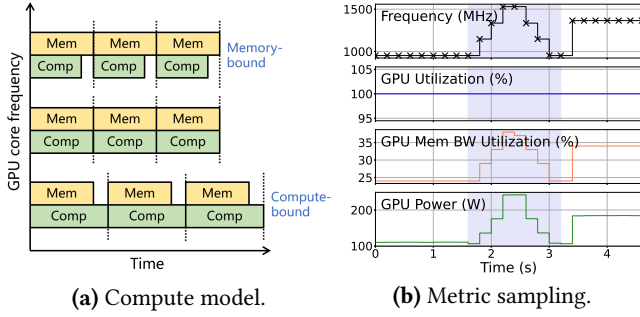 GPU core frequency
Mem Mem Mem
Comp Comp Comp
Memory-
bound
Mem Mem Mem
Comp Comp Comp
Mem Mem Mem
Comp Comp Comp
Compute-
bound
Time
(a) Compute model.
Frequency (MHz)
1500
1000
GPU Utilization (%)
105
100
95
GPU Mem BW Utilization (%)
35
30
25
GPU Power (W)
200
100
0 1 2 3 4
Time (s)
(b) Metric sampling.